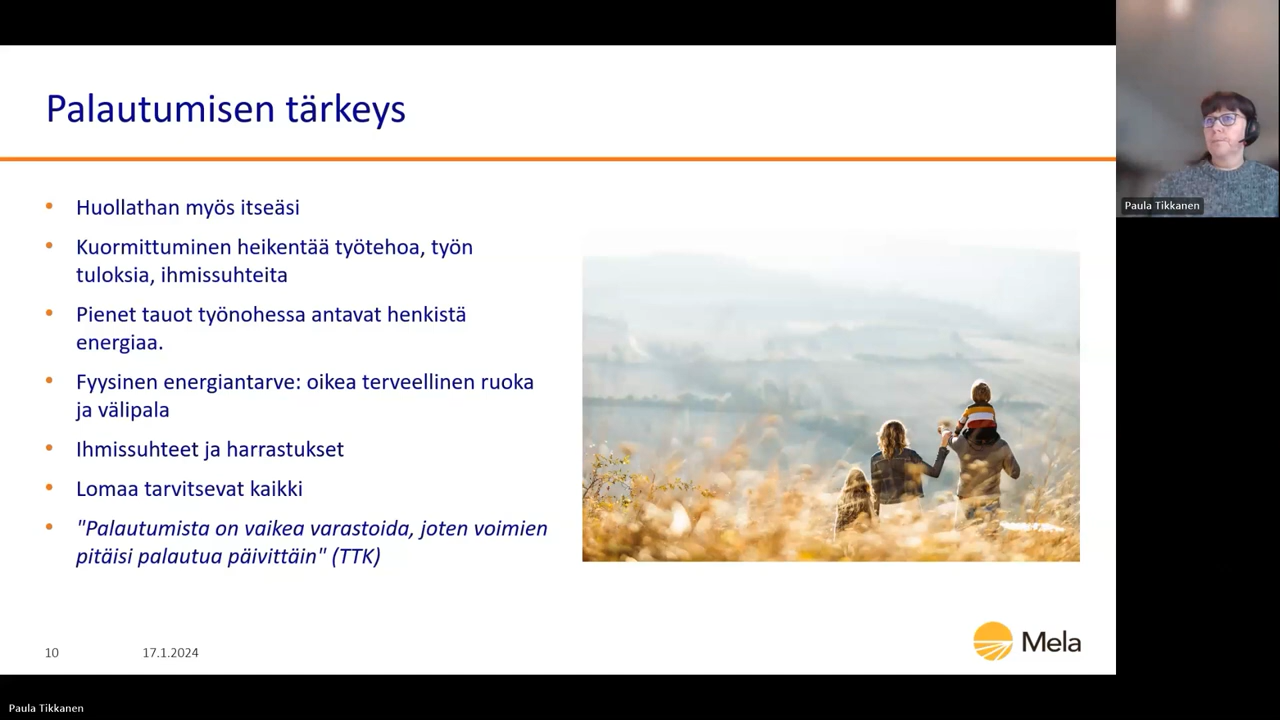 Palautumisen tärkeys
• Huollathan myös itseäsi
• Kuormittuminen heikentää työtehoa, työn
tuloksia, ihmissuhteita
• Pienet tauot työnohessa antavat henkistä
energiaa.
• Fyysinen energiantarve: oikea terveellinen ruoka
ja välipala
• Ihmissuhteet ja harrastukset
• Lomaa tarvitsevat kaikki
• "Palautumista on vaikea varastoida, joten voimien
pitäisi palautua päivittäin" (TTK)
10
17.1.2024
Mela
Paula Tikkanen
Paula Tikkanen